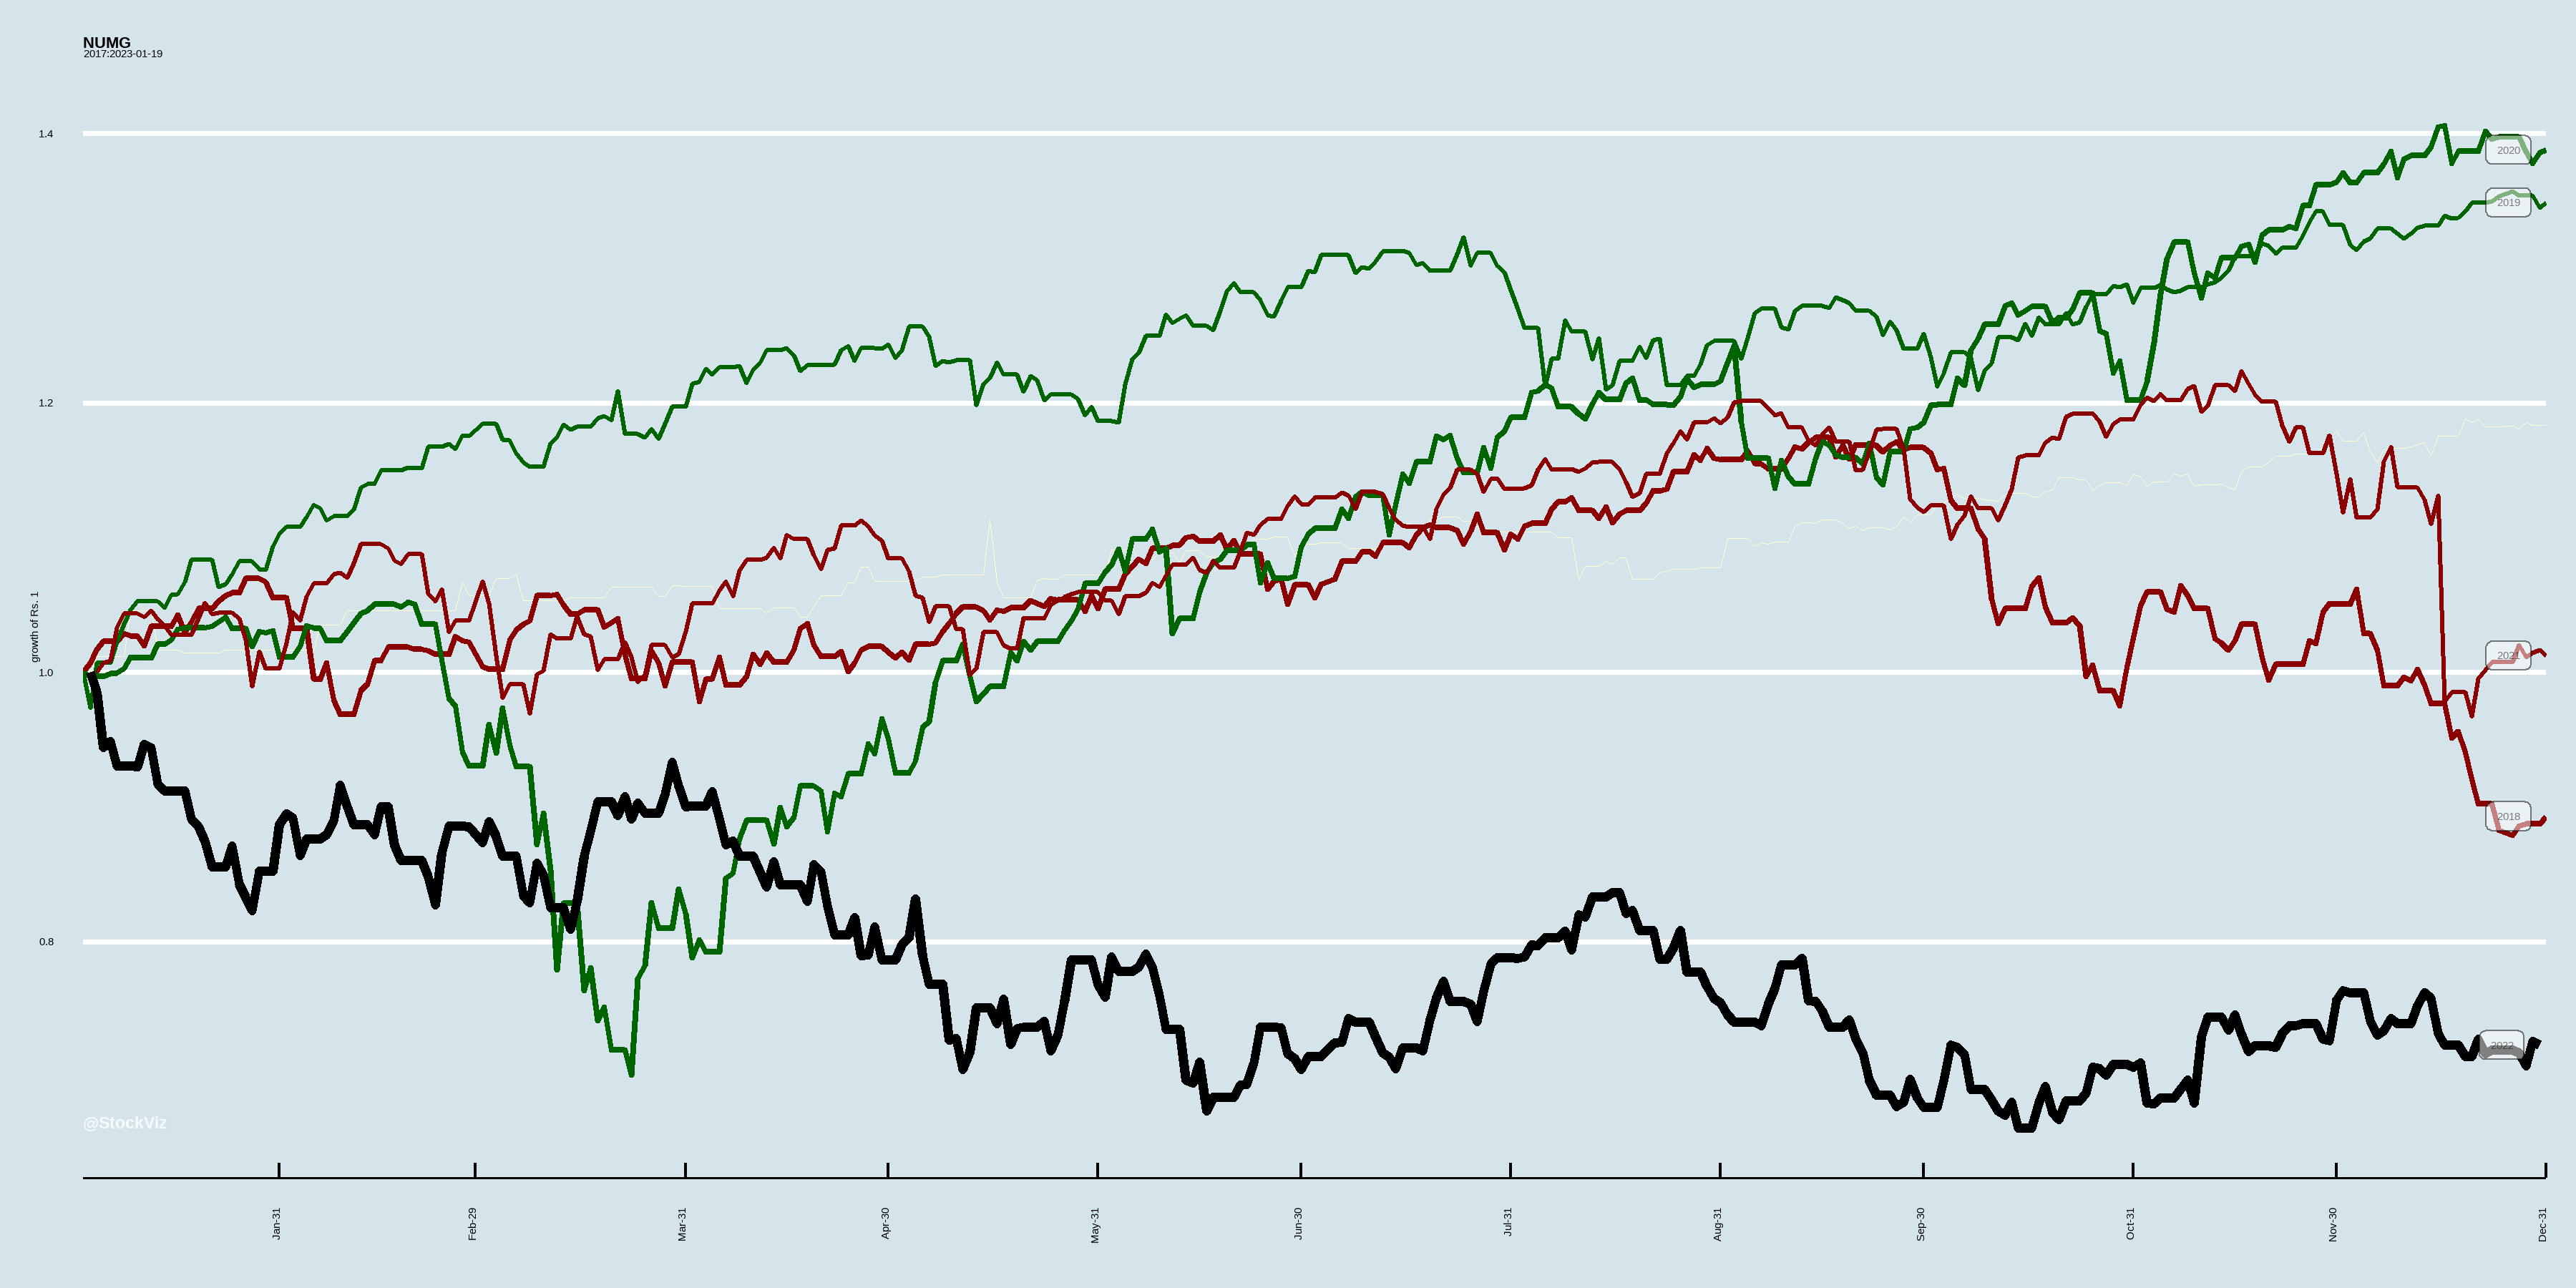 NUMG
2017:2023-01-19
growth of Rs. 1
1.4
1.2
1.0
0.8
2020
2019
2021
2018
2022
@StockViz
Jan-31
Feb-29
Mar-31
Apr-30
May-31
Jun-30
Jul-31
Aug-31
Sep-30
Oct-31
Nov-30
Dec-31